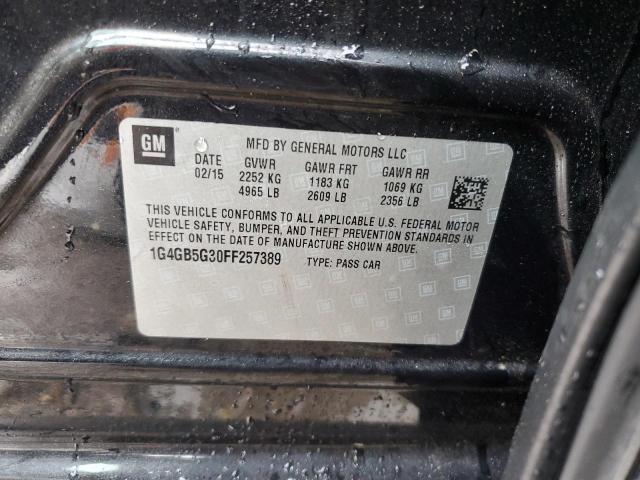 GM MFD BY GENERAL MOTORS LLC
DATE GVWR GAWR FRT GAWR RR
02/15 2252 KG 1183 KG 1069 KG
4965 LB 2609 LB 2356 LB
THIS VEHICLE CONFORMS TO ALL APPLICABLE U.S. FEDERAL MOTOR
VEHICLE SAFETY, BUMPER, AND THEFT PREVENTION STANDARDS IN
EFFECT ON THE DATE OF MANUFACTURE SHOWN ABOVE.
1G4GB5G30FF257389 TYPE: PASS CAR